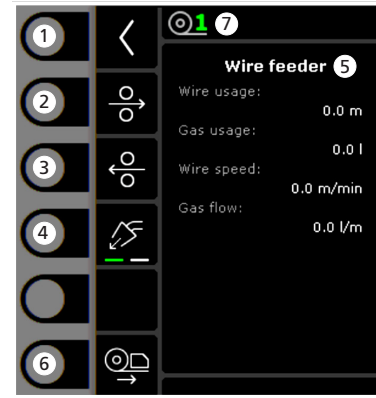 1
1 7
Wire feeder 5
2
Wire usage:
0.0 m
Gas usage:
0.0 l
3
Wire speed:
0.0 m/min
Gas flow:
4
0.0 l/m
6